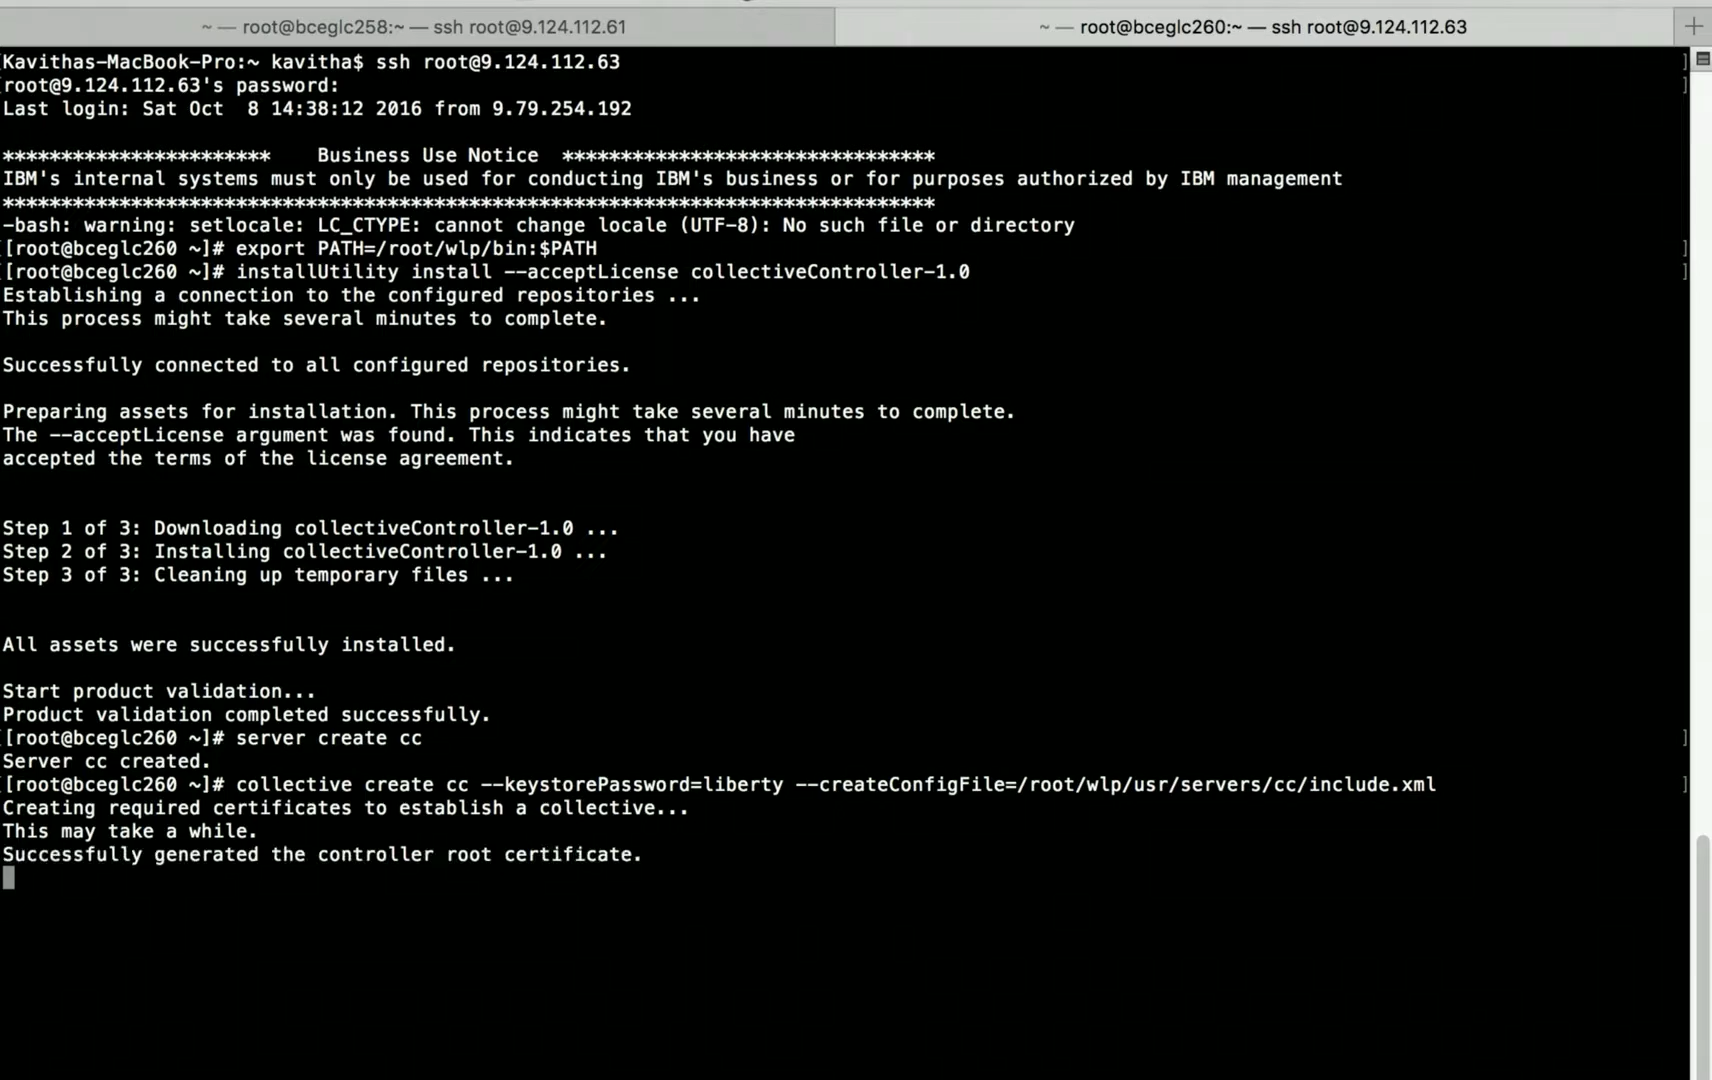 ~ — root@bceglc258:~ — ssh root@9.124.112.61
~ — root@bceglc260:~ — ssh root@9.124.112.63
[Kavithas-MacBook-Pro:~ kavitha$ ssh root@9.124.112.63 ]
[root@9.124.112.63's password: ]
Last login: Sat Oct  8 14:38:12 2016 from 9.79.254.192
***********************    Business Use Notice  ********************************
IBM's internal systems must only be used for conducting IBM's business or for purposes authorized by IBM management
********************************************************************************
-bash: warning: setlocale: LC_CTYPE: cannot change locale (UTF-8): No such file or directory
[[root@bceglc260 ~]# export PATH=/root/wlp/bin:$PATH ]
[[root@bceglc260 ~]# installUtility install --acceptLicense collectiveController-1.0 ]
Establishing a connection to the configured repositories ...
This process might take several minutes to complete.
Successfully connected to all configured repositories.
Preparing assets for installation. This process might take several minutes to complete.
The --acceptLicense argument was found. This indicates that you have
accepted the terms of the license agreement.
Step 1 of 3: Downloading collectiveController-1.0 ...
Step 2 of 3: Installing collectiveController-1.0 ...
Step 3 of 3: Cleaning up temporary files ...
All assets were successfully installed.
Start product validation...
Product validation completed successfully.
[[root@bceglc260 ~]# server create cc ]
Server cc created.
[[root@bceglc260 ~]# collective create cc --keystorePassword=liberty --createConfigFile=/root/wlp/usr/servers/cc/include.xml ]
Creating required certificates to establish a collective...
This may take a while.
Successfully generated the controller root certificate.